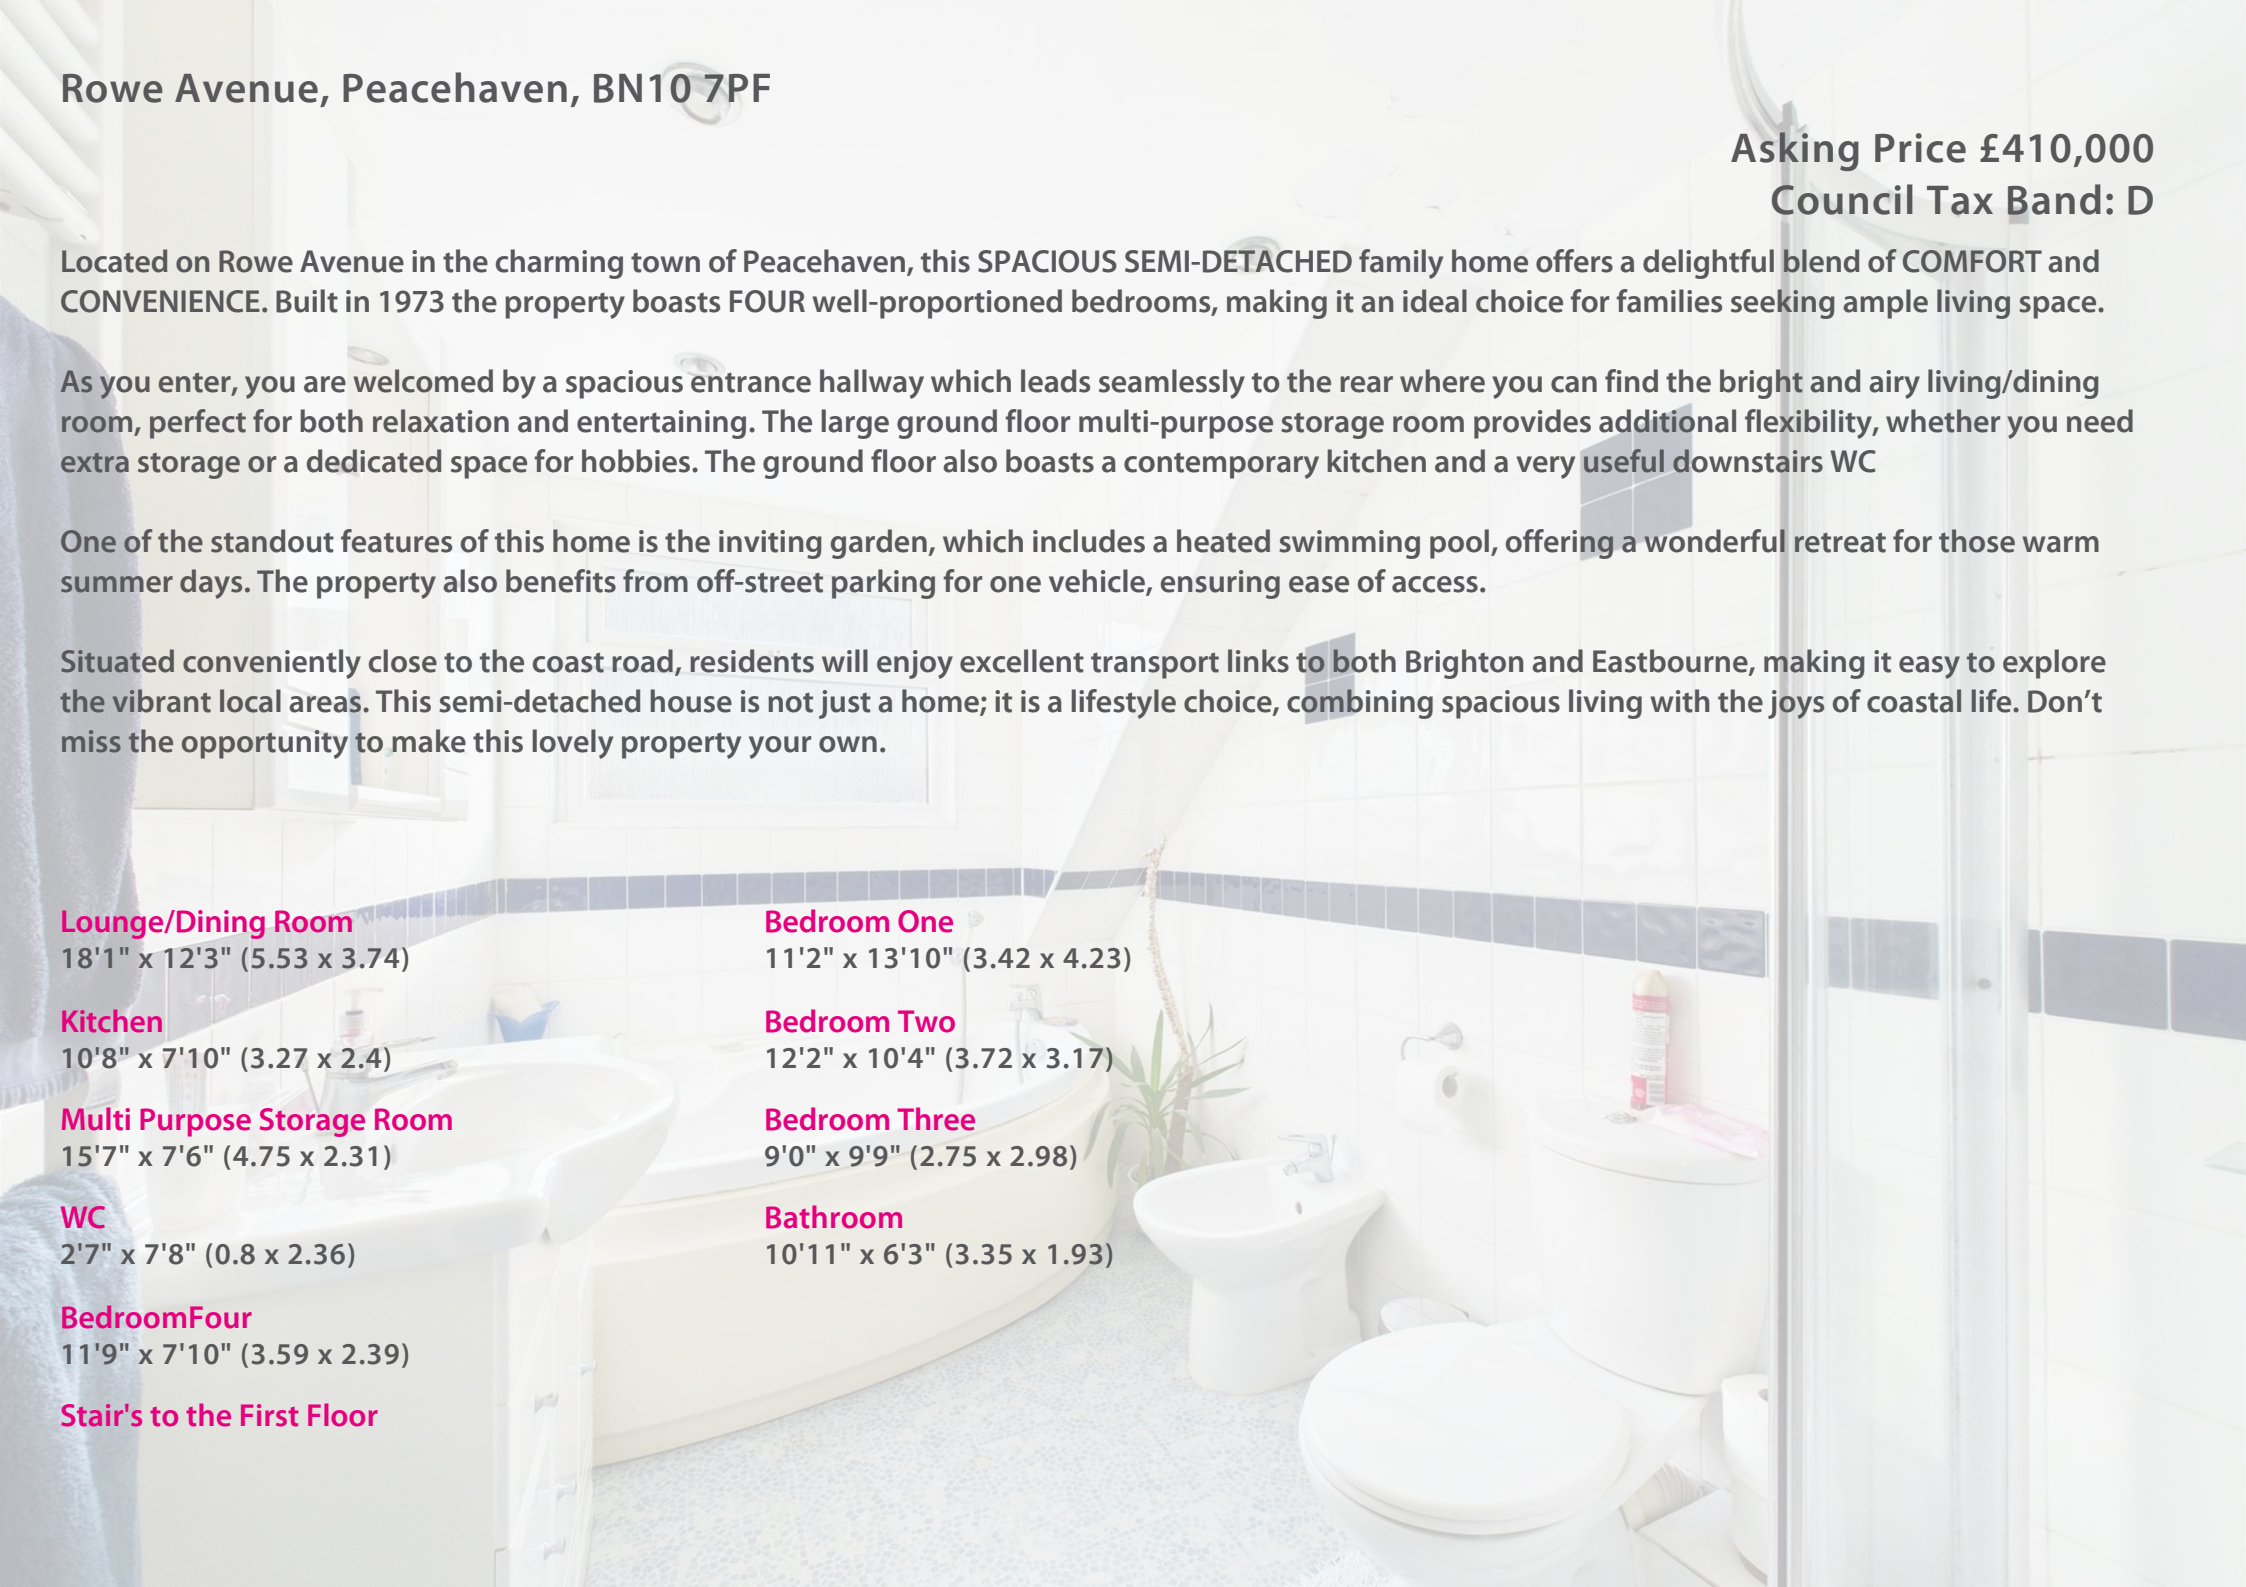 Rowe Avenue, Peacehaven, BN10 7PF
Asking Price £410,000
Council Tax Band: D
Located on Rowe Avenue in the charming town of Peacehaven, this SPACIOUS SEMI-DETACHED family home offers a delightful blend of COMFORT and
CONVENIENCE. Built in 1973 the property boasts FOUR well-proportioned bedrooms, making it an ideal choice for families seeking ample living space.
As you enter, you are welcomed by a spacious entrance hallway which leads seamlessly to the rear where you can find the bright and airy living/dining
room, perfect for both relaxation and entertaining. The large ground floor multi-purpose storage room provides additional flexibility, whether you need
extra storage or a dedicated space for hobbies. The ground floor also boasts a contemporary kitchen and a very useful downstairs WC
One of the standout features of this home is the inviting garden, which includes a heated swimming pool, offering a wonderful retreat for those warm
summer days. The property also benefits from off-street parking for one vehicle, ensuring ease of access.
Situated conveniently close to the coast road, residents will enjoy excellent transport links to both Brighton and Eastbourne, making it easy to explore
the vibrant local areas. This semi-detached house is not just a home; it is a lifestyle choice, combining spacious living with the joys of coastal life. Don’t
miss the opportunity to make this lovely property your own.
Lounge/Dining Room
18'1" x 12'3" (5.53 x 3.74)
Kitchen
10'8" x 7'10" (3.27 x 2.4)
Multi Purpose Storage Room
15'7" x 7'6" (4.75 x 2.31)
WC
2'7" x 7'8" (0.8 x 2.36)
BedroomFour
11'9" x 7'10" (3.59 x 2.39)
Stair's to the First Floor
Bedroom One
11'2" x 13'10" (3.42 x 4.23)
Bedroom Two
12'2" x 10'4" (3.72 x 3.17)
Bedroom Three
9'0" x 9'9" (2.75 x 2.98)
Bathroom
10'11" x 6'3" (3.35 x 1.93)